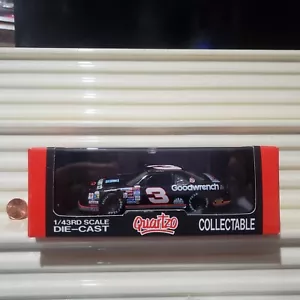 3
Goodwrench
1/43RD SCALE
DIE-CAST
Quartzo
COLLECTABLE